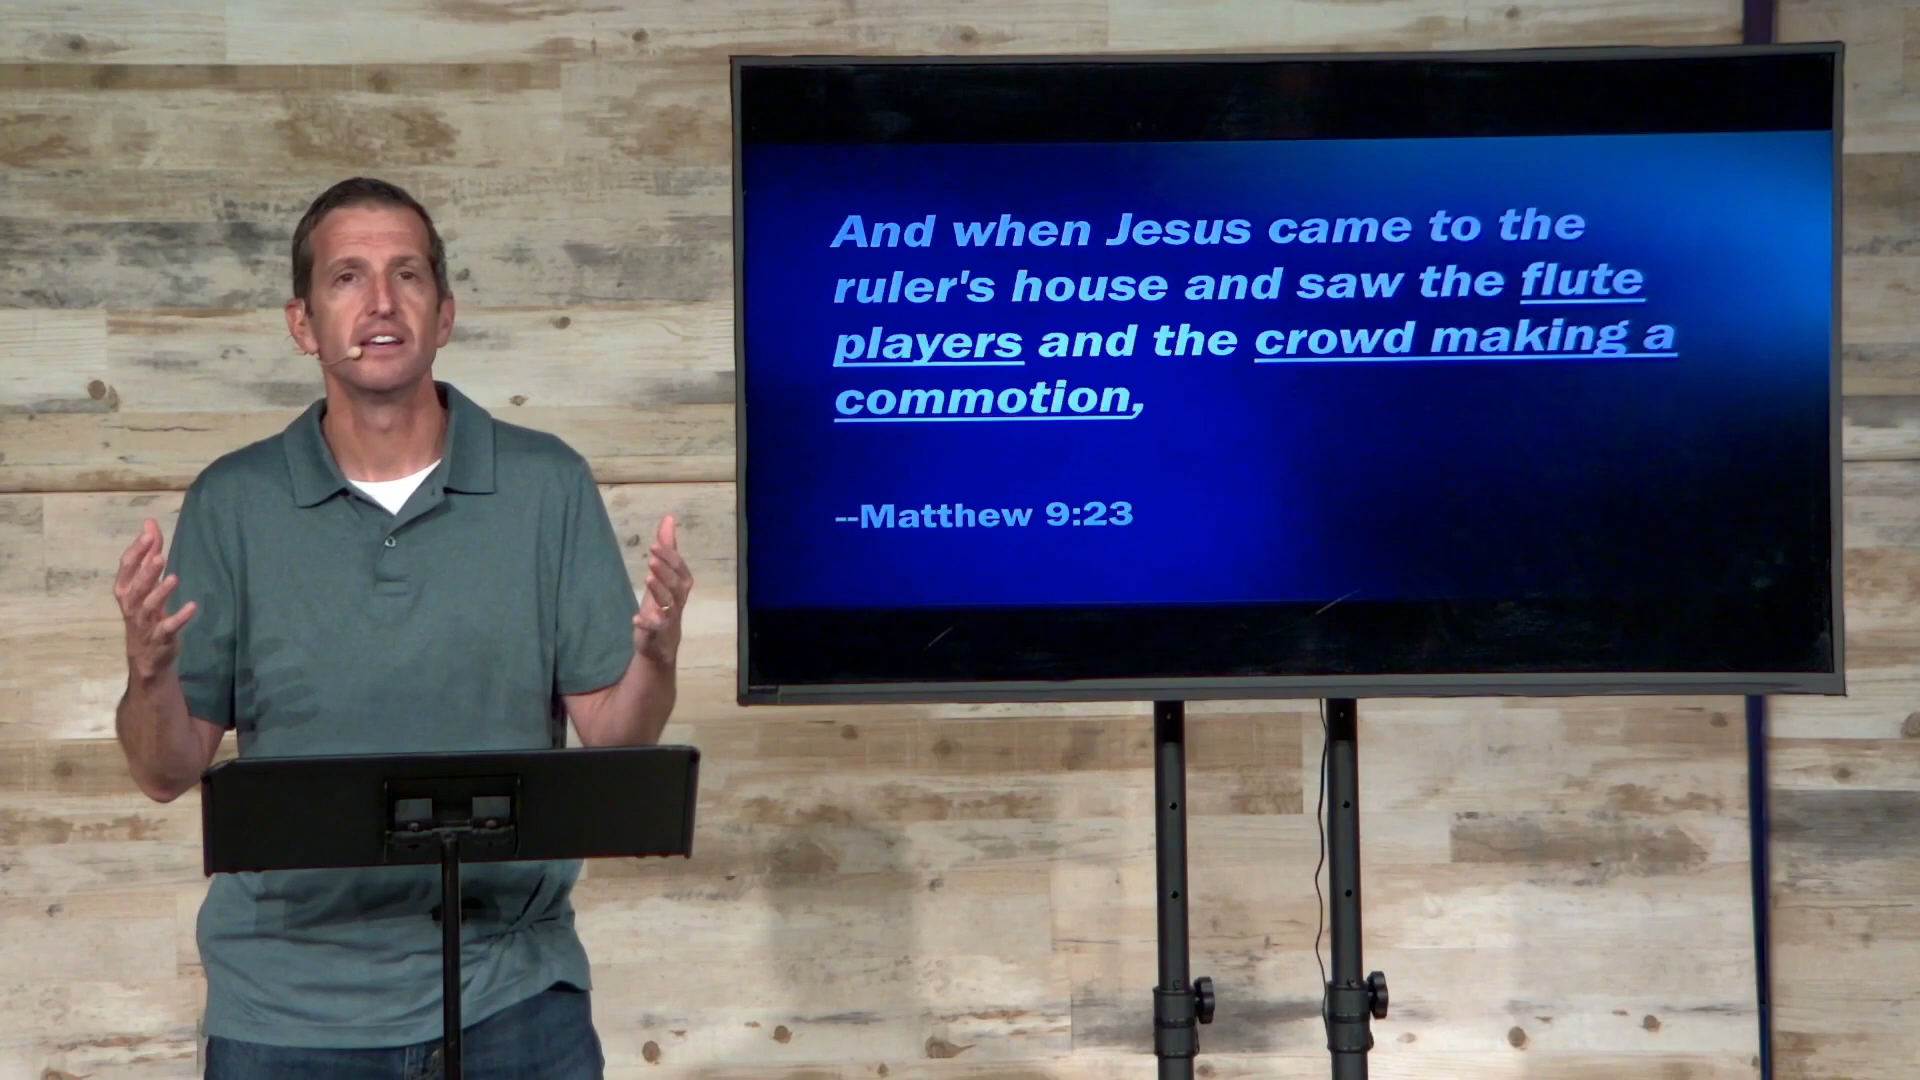 And when Jesus came to the
ruler's house and saw the flute
players and the crowd making a
commotion,
--Matthew 9:23